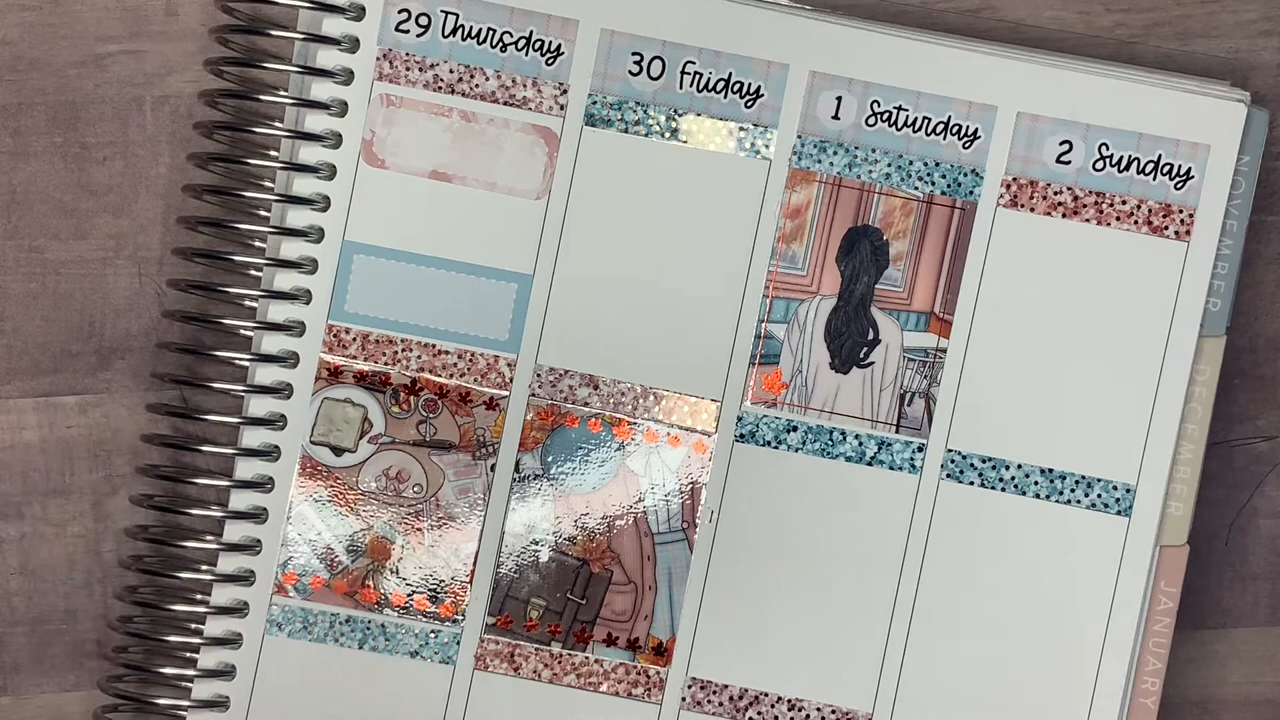 29 Thursday
30 Friday
1 Saturday
2 Sunday
NOVEMBER
DECEMBER
JANUARY